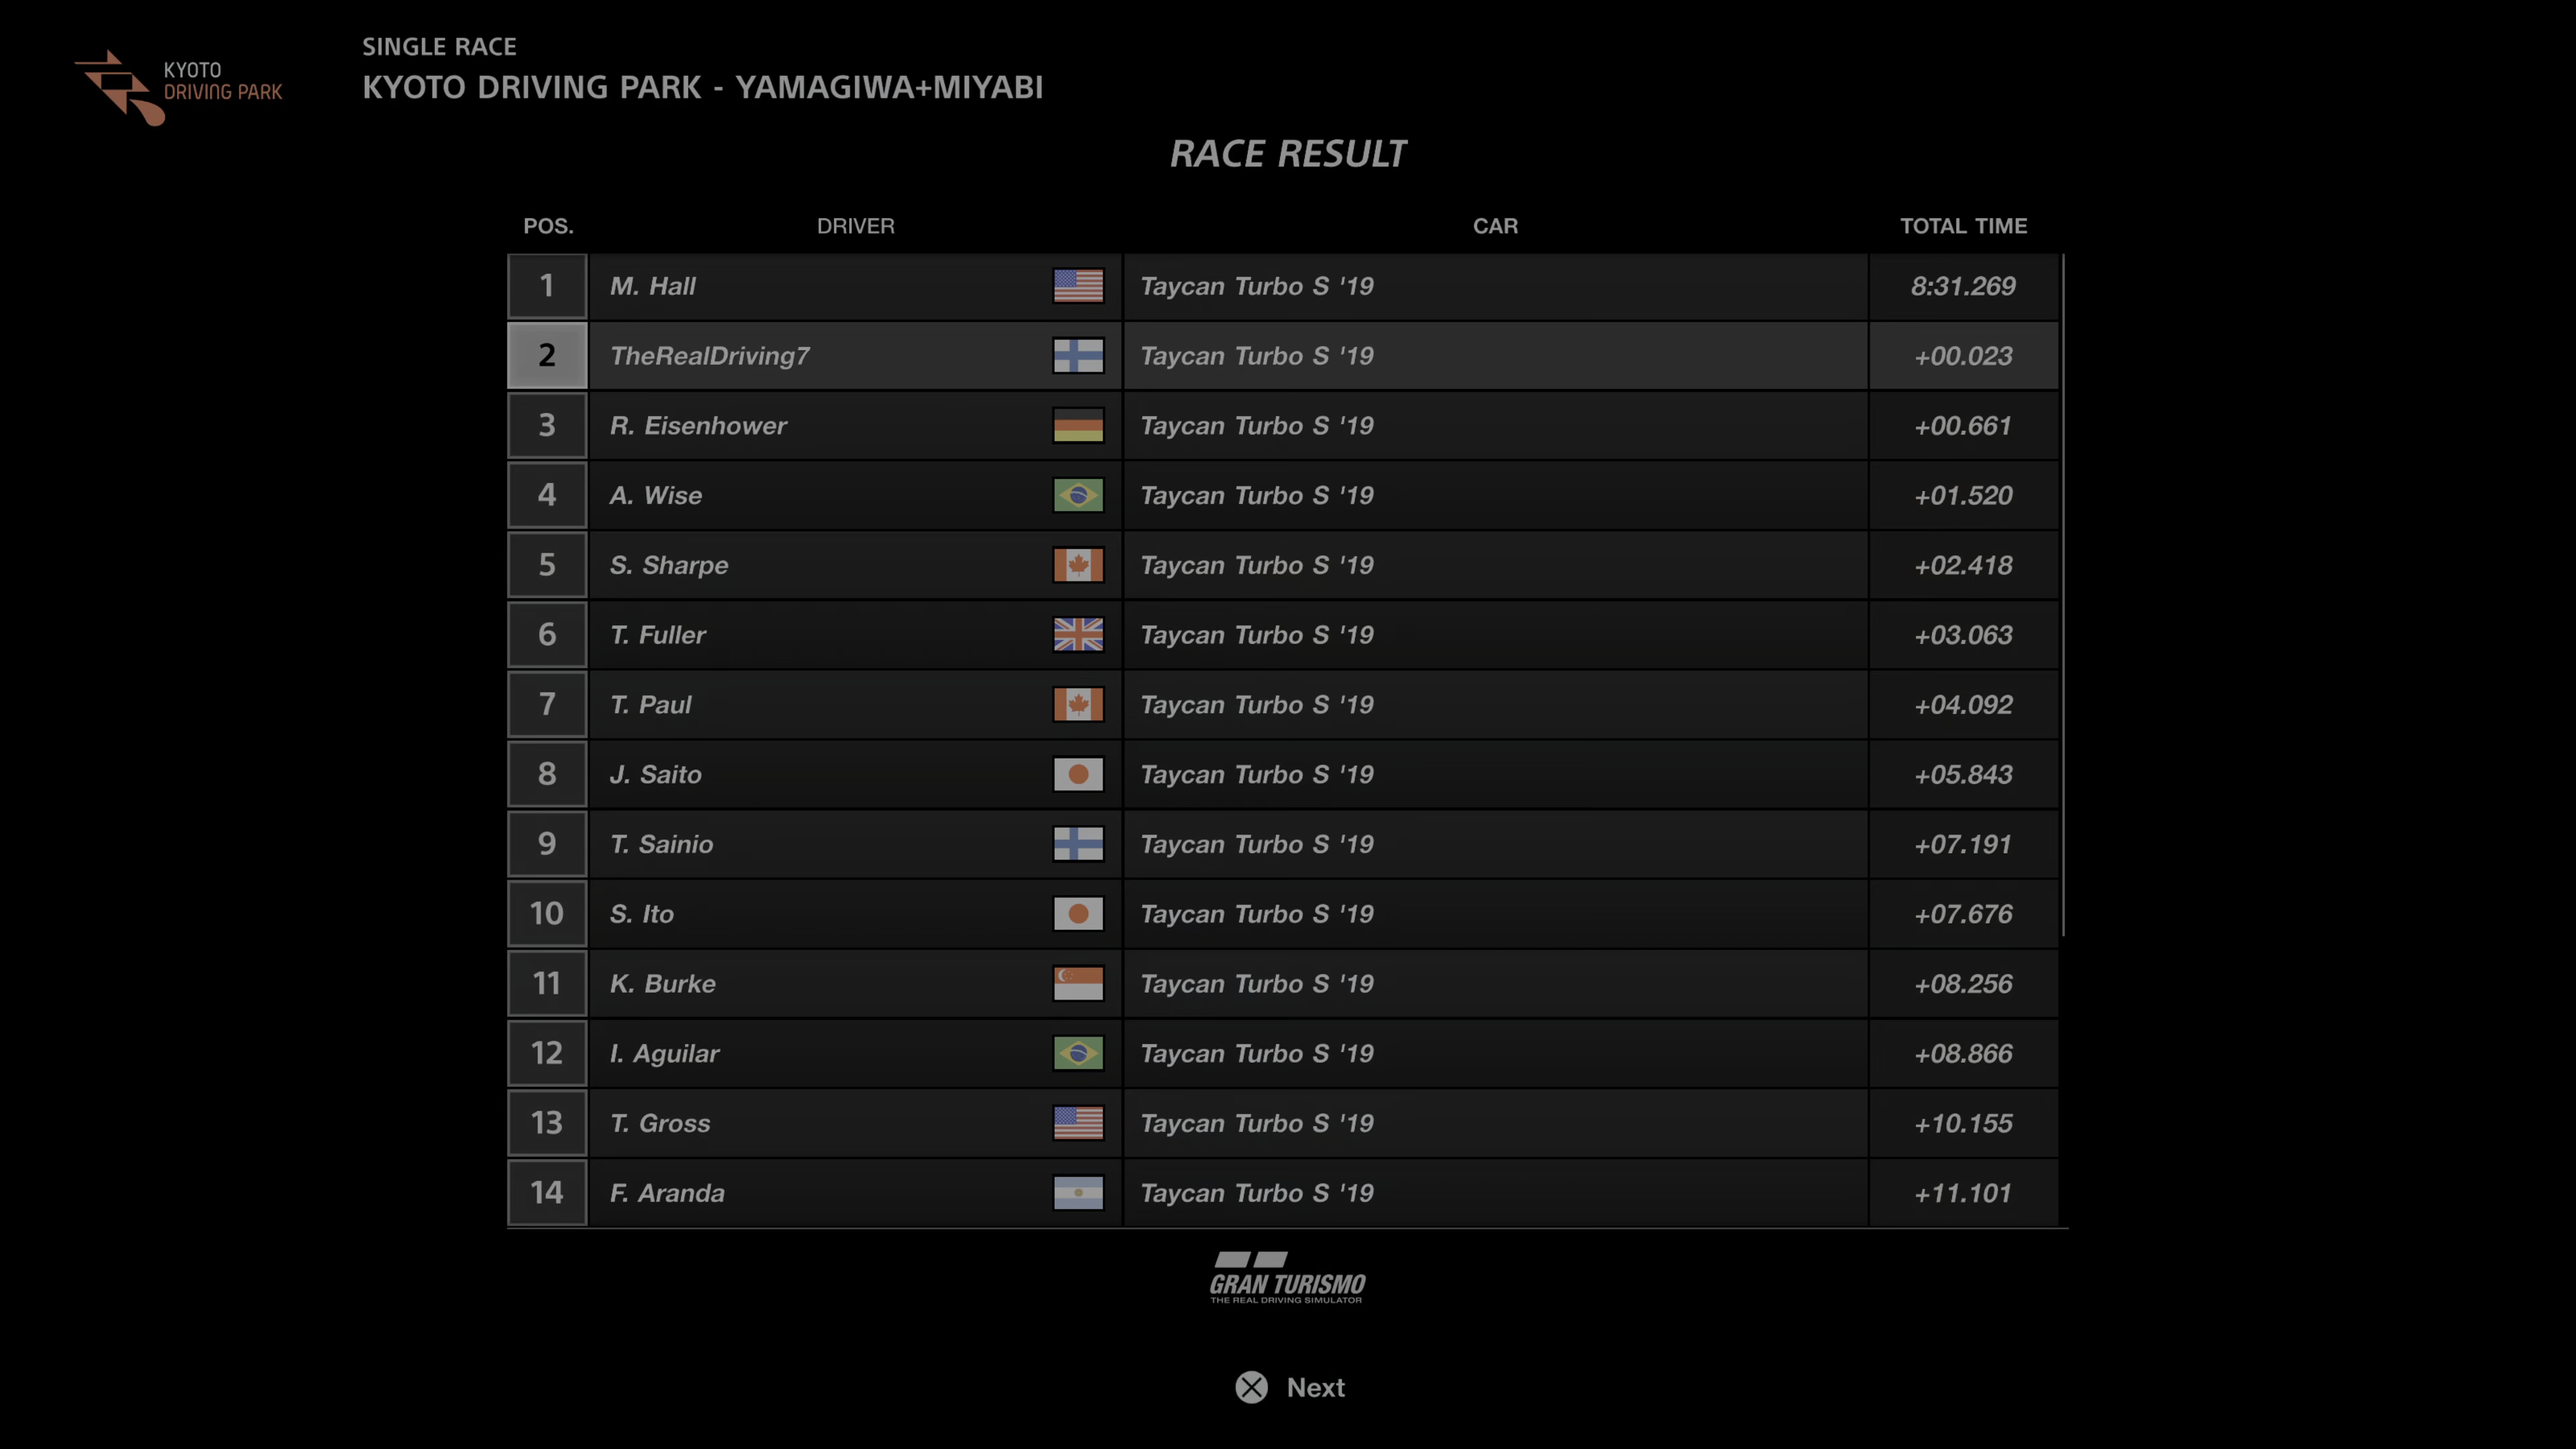 KYOTO
DRIVING PARK
SINGLE RACE
KYOTO DRIVING PARK - YAMAGIWA+MIYABI
RACE RESULT
POS. DRIVER CAR TOTAL TIME
1 M. Hall Taycan Turbo S '19 8:31.269
2 TheRealDriving7 Taycan Turbo S '19 +00.023
3 R. Eisenhower Taycan Turbo S '19 +00.661
4 A. Wise Taycan Turbo S '19 +01.520
5 S. Sharpe Taycan Turbo S '19 +02.418
6 T. Fuller Taycan Turbo S '19 +03.063
7 T. Paul Taycan Turbo S '19 +04.092
8 J. Saito Taycan Turbo S '19 +05.843
9 T. Sainio Taycan Turbo S '19 +07.191
10 S. Ito Taycan Turbo S '19 +07.676
11 K. Burke Taycan Turbo S '19 +08.256
12 I. Aguilar Taycan Turbo S '19 +08.866
13 T. Gross Taycan Turbo S '19 +10.155
14 F. Aranda Taycan Turbo S '19 +11.101
GRAN TURISMO
THE REAL DRIVING SIMULATOR
Next